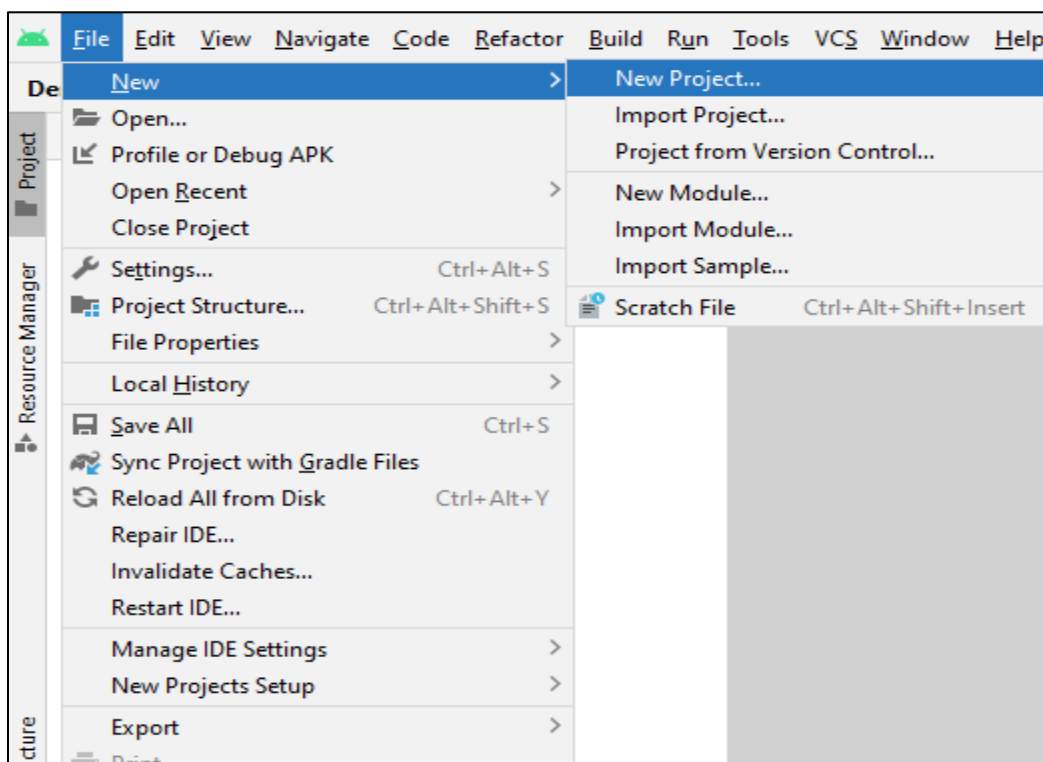 File Edit View Navigate Code Refactor Build Run Tools VCS Window Help
De
Project
Resource Manager
cture
New
Open...
Profile or Debug APK
Open Recent
Close Project
Settings... Ctrl+Alt+S
Project Structure... Ctrl+Alt+Shift+S
File Properties
Local History
Save All Ctrl+S
Sync Project with Gradle Files
Reload All from Disk Ctrl+Alt+Y
Repair IDE...
Invalidate Caches...
Restart IDE...
Manage IDE Settings
New Projects Setup
Export
Print...
New Project...
Import Project...
Project from Version Control...
New Module...
Import Module...
Import Sample...
Scratch File Ctrl+Alt+Shift+Insert